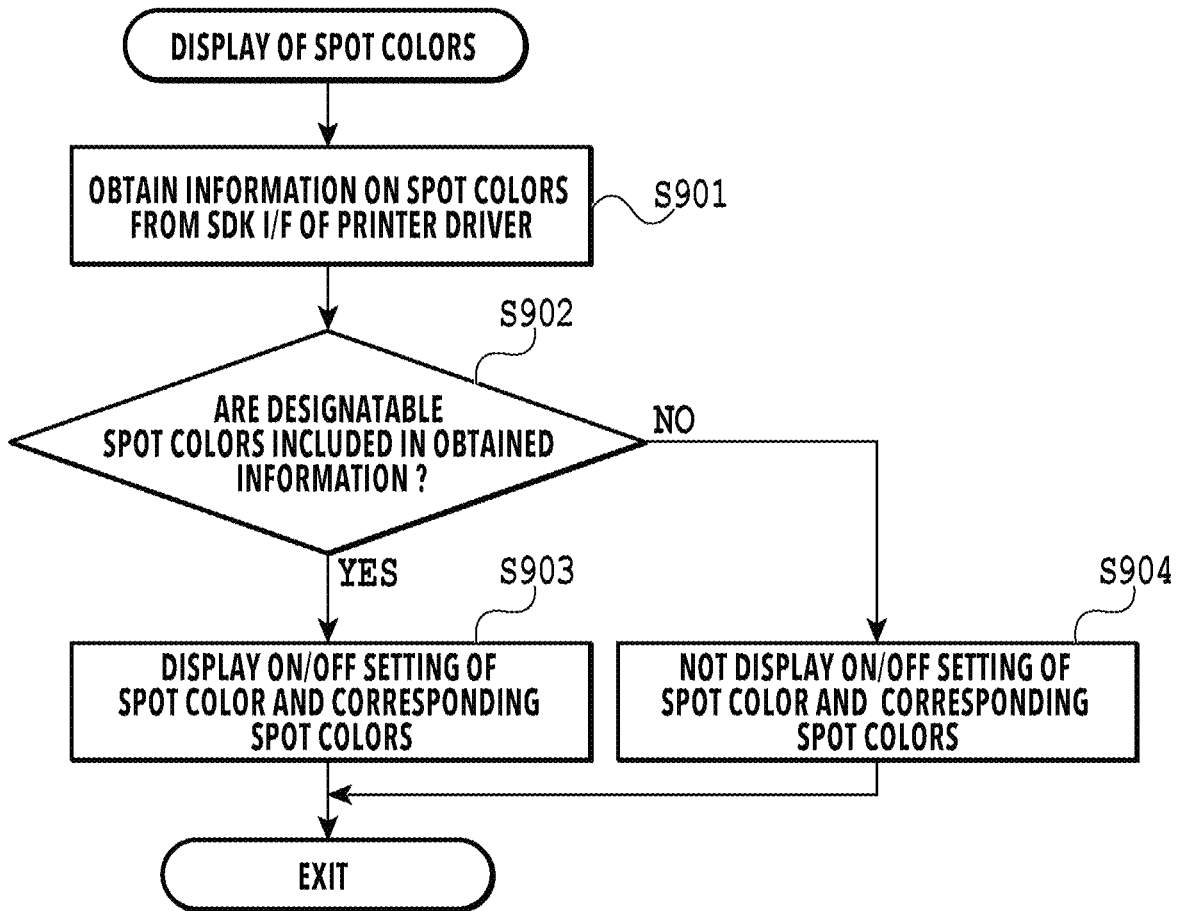 DISPLAY OF SPOT COLORS
OBTAIN INFORMATION ON SPOT COLORS
FROM SDK I/F OF PRINTER DRIVER
S901
S902
ARE DESIGNATABLE
SPOT COLORS INCLUDED IN OBTAINED
INFORMATION ?
NO
YES
S903
S904
DISPLAY ON/OFF SETTING OF
SPOT COLOR AND CORRESPONDING
SPOT COLORS
NOT DISPLAY ON/OFF SETTING OF
SPOT COLOR AND CORRESPONDING
SPOT COLORS
EXIT